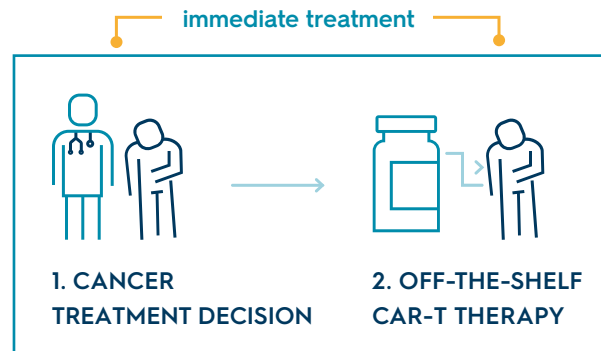 immediate treatment
1. CANCER
TREATMENT DECISION
2. OFF-THE-SHELF
CAR-T THERAPY